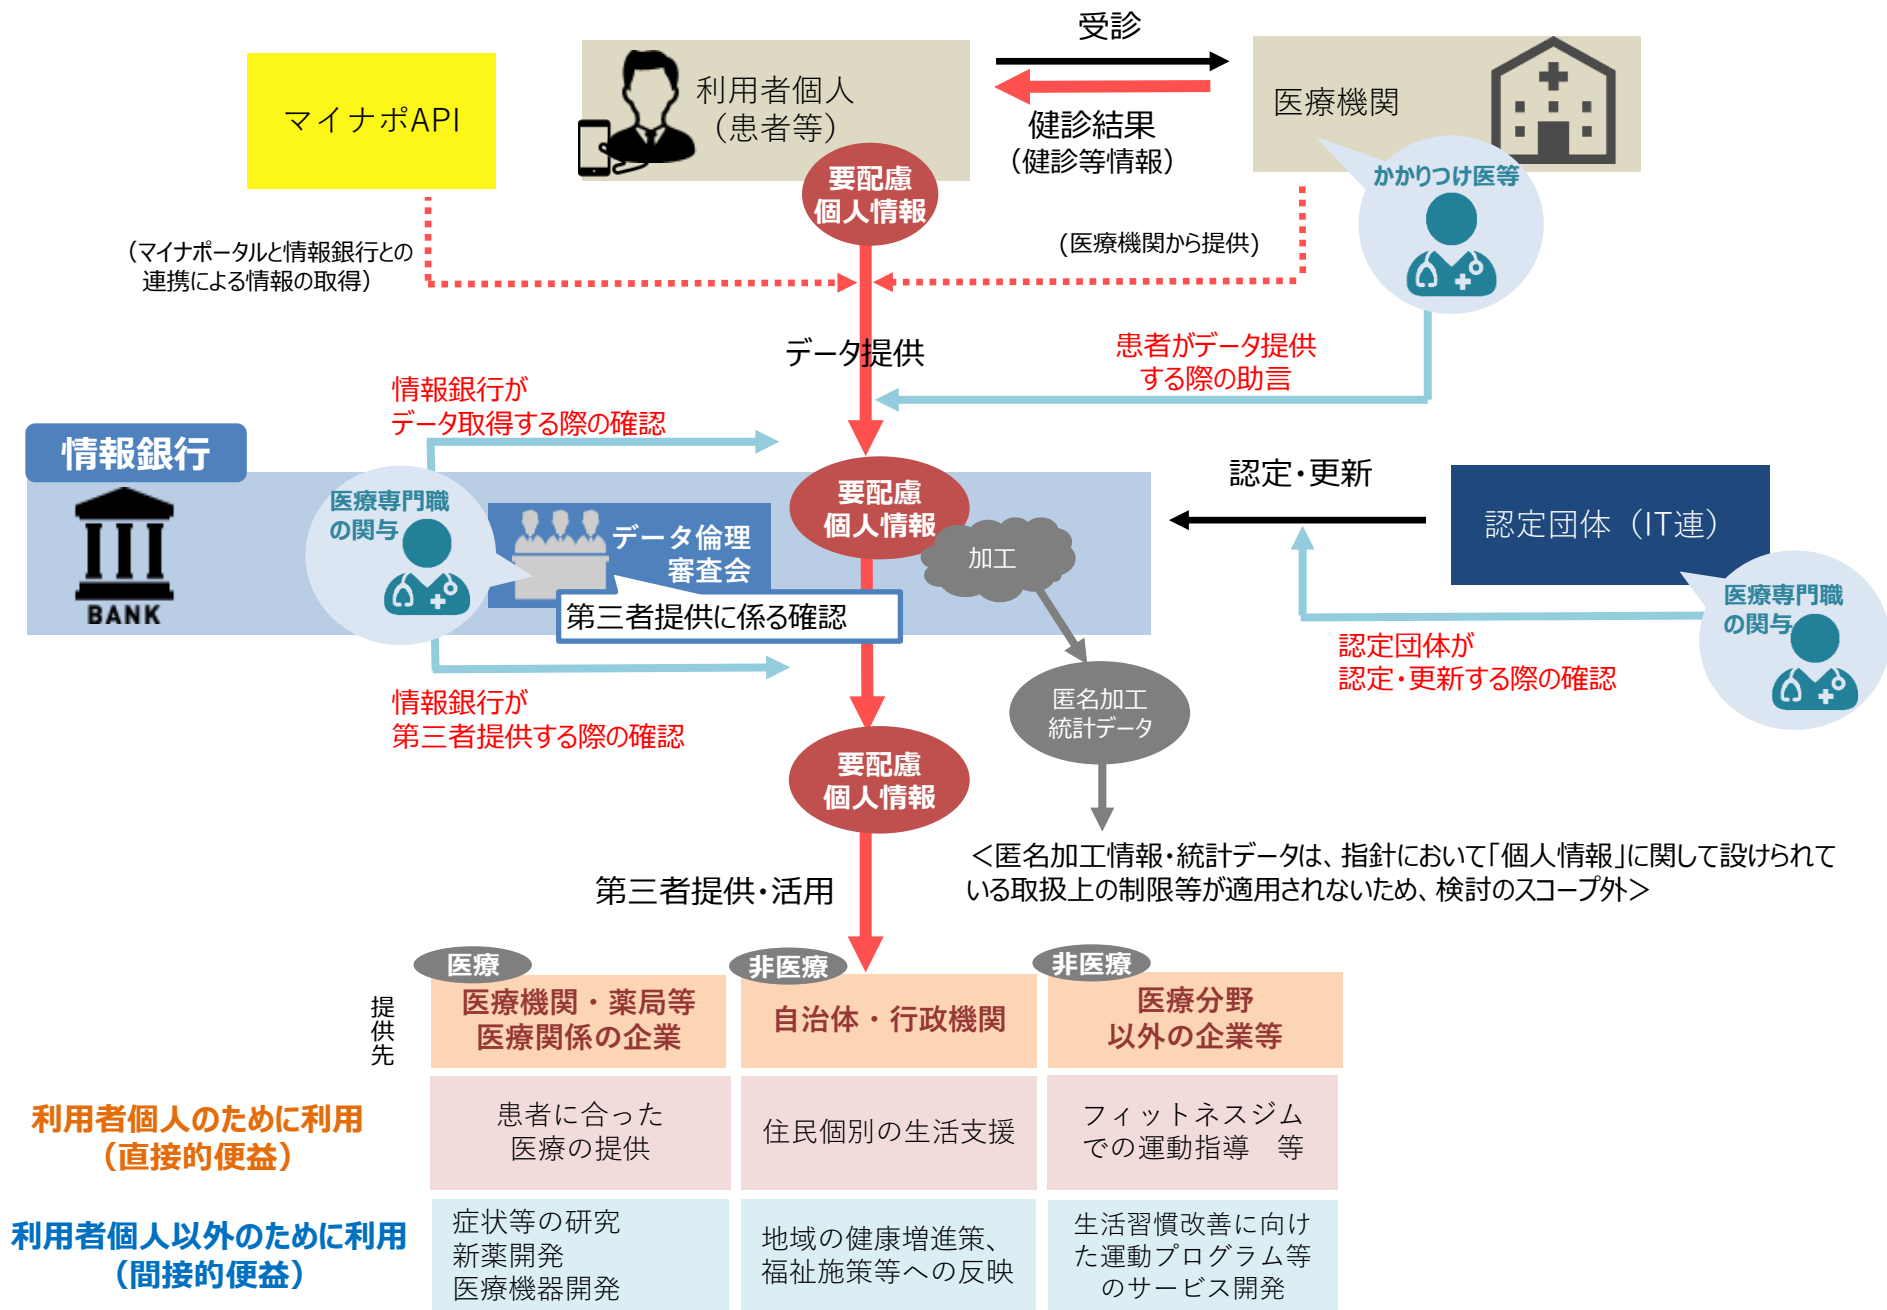 受診
マイナポAPI
利用者個人
（患者等）
医療機関
健診結果
（健診等情報）
要配慮
個人情報
かかりつけ医等
（マイナポータルと情報銀行との
連携による情報の取得）
（医療機関から提供）
データ提供
患者がデータ提供
する際の助言
情報銀行が
データ取得する際の確認
情報銀行
認定・更新
医療専門職
の関与
データ倫理
審査会
要配慮
個人情報
加工
認定団体（IT連）
BANK
第三者提供に係る確認
医療専門職
の関与
認定団体が
認定・更新する際の確認
情報銀行が
第三者提供する際の確認
匿名加工
統計データ
要配慮
個人情報
＜匿名加工情報・統計データは、指針において「個人情報」に関して設けられて
いる取扱上の制限等が適用されないため、検討のスコープ外＞
第三者提供・活用
医療
非医療
非医療
提供先
医療機関・薬局等
医療関係の企業
自治体・行政機関
医療分野
以外の企業等
利用者個人のために利用
（直接的便益）
患者に合った
医療の提供
住民個別の生活支援
フィットネスジム
での運動指導　等
利用者個人以外のために利用
（間接的便益）
症状等の研究
新薬開発
医療機器開発
地域の健康増進策、
福祉施策等への反映
生活習慣改善に向け
た運動プログラム等
のサービス開発